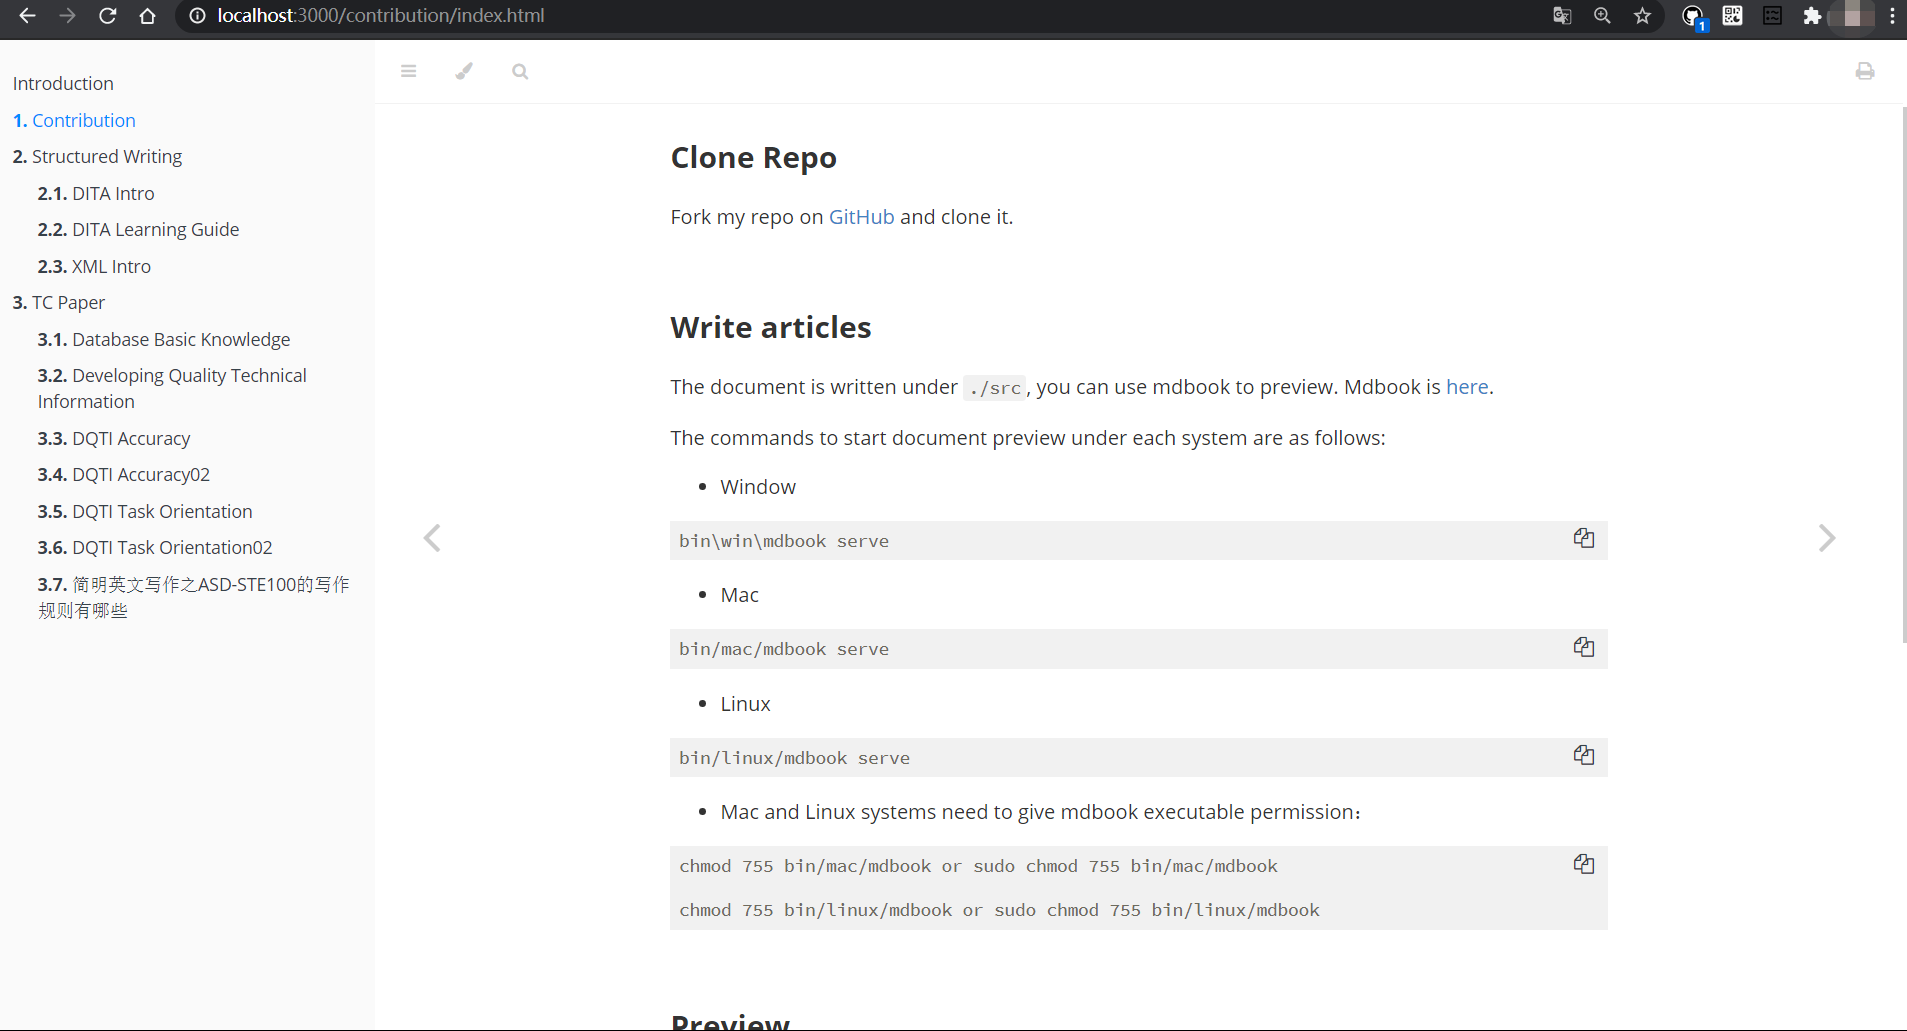 localhost:3000/contribution/index.html
1
Introduction
1. Contribution
2. Structured Writing
2.1. DITA Intro
2.2. DITA Learning Guide
2.3. XML Intro
3. TC Paper
3.1. Database Basic Knowledge
3.2. Developing Quality Technical
Information
3.3. DQTI Accuracy
3.4. DQTI Accuracy02
3.5. DQTI Task Orientation
3.6. DQTI Task Orientation02
3.7. 简明英文写作之ASD-STE100的写作
规则有哪些
Clone Repo
Fork my repo on GitHub and clone it.
Write articles
The document is written under ./src, you can use mdbook to preview. Mdbook is here.
The commands to start document preview under each system are as follows:
• Window
bin\win\mdbook serve
• Mac
bin/mac/mdbook serve
• Linux
bin/linux/mdbook serve
• Mac and Linux systems need to give mdbook executable permission：
chmod 755 bin/mac/mdbook or sudo chmod 755 bin/mac/mdbook
chmod 755 bin/linux/mdbook or sudo chmod 755 bin/linux/mdbook
Preview